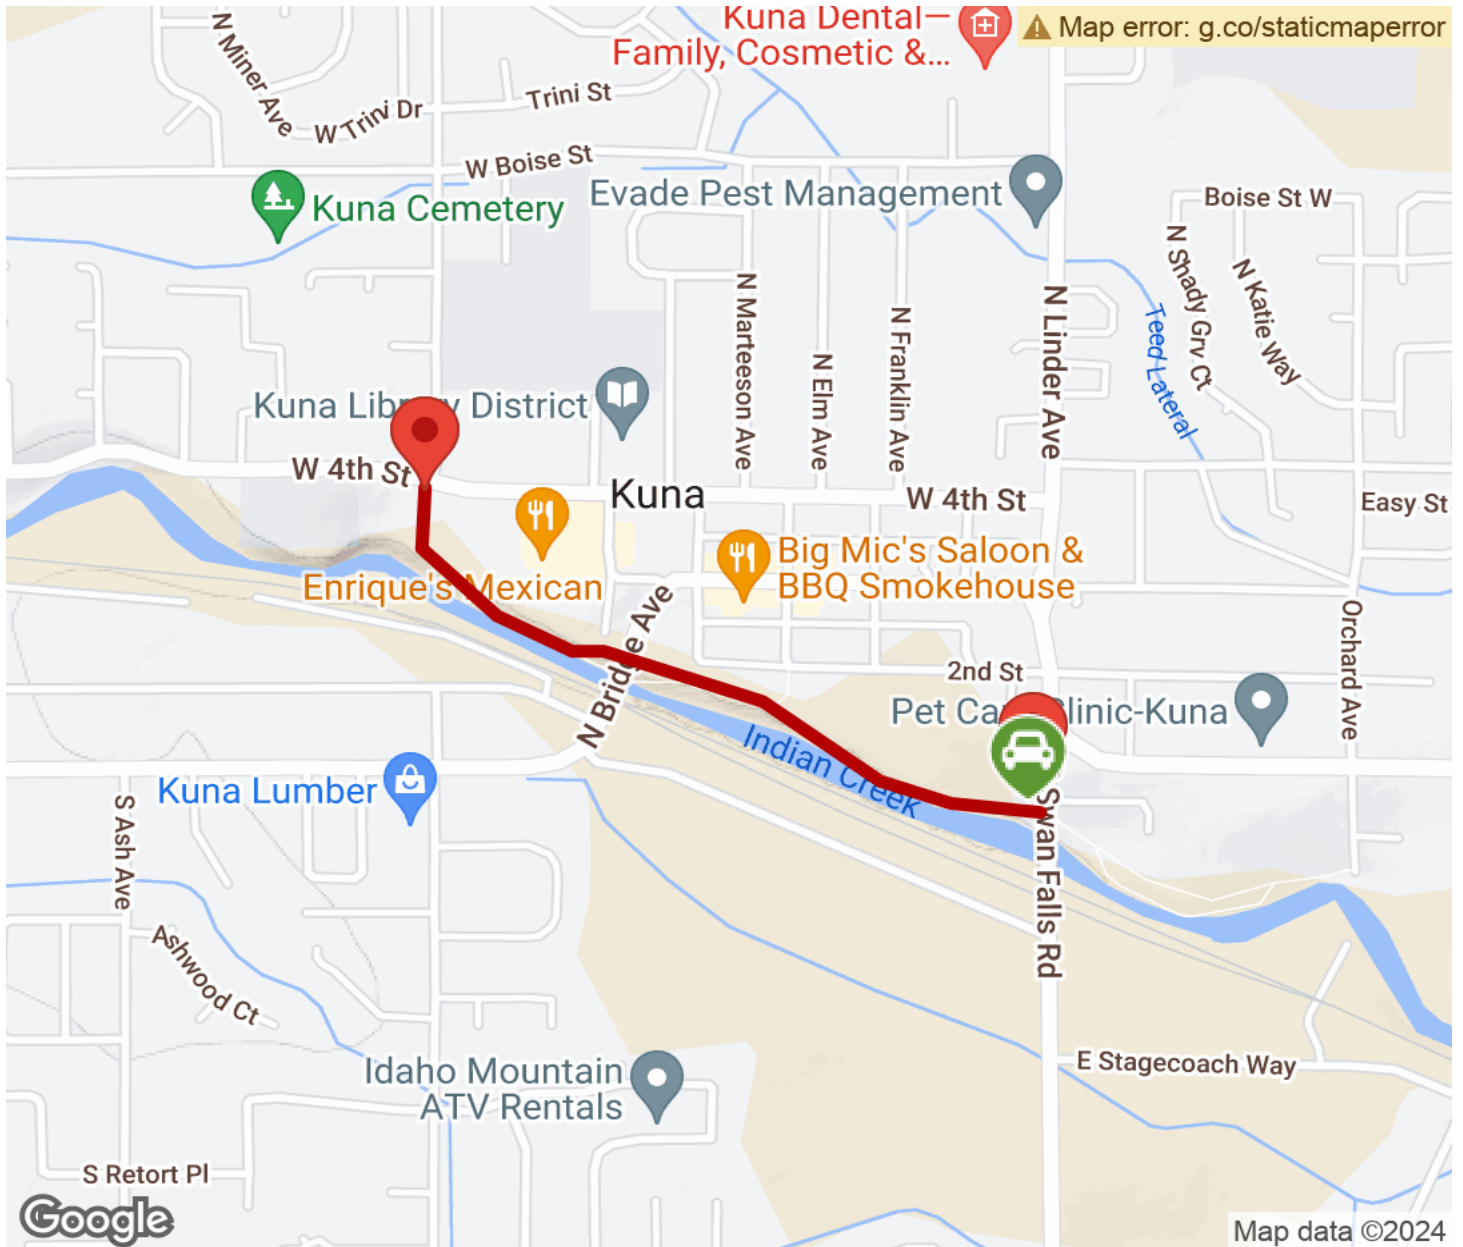 Kuna Dental—
Family, Cosmetic &...
Map error: g.co/staticmaperror
N Miner Ave
W Trini Dr
Trini St
W Boise St
Kuna Cemetery
Evade Pest Management
Boise St W
N Shady Grv Ct
N Katie Way
N Marteeson Ave
N Elm Ave
N Franklin Ave
N Linder Ave
Teed Lateral
Kuna Library District
W 4th St
Kuna
W 4th St
Easy St
Big Mic's Saloon &
BBQ Smokehouse
Enrique's Mexican
N Bridge Ave
Orchard Ave
2nd St
Pet Care Clinic-Kuna
Indian Creek
Kuna Lumber
S Ash Ave
Swan Falls Rd
Ashwood Ct
E Stagecoach Way
Idaho Mountain
ATV Rentals
S Retort Pl
Google
Map data ©2024